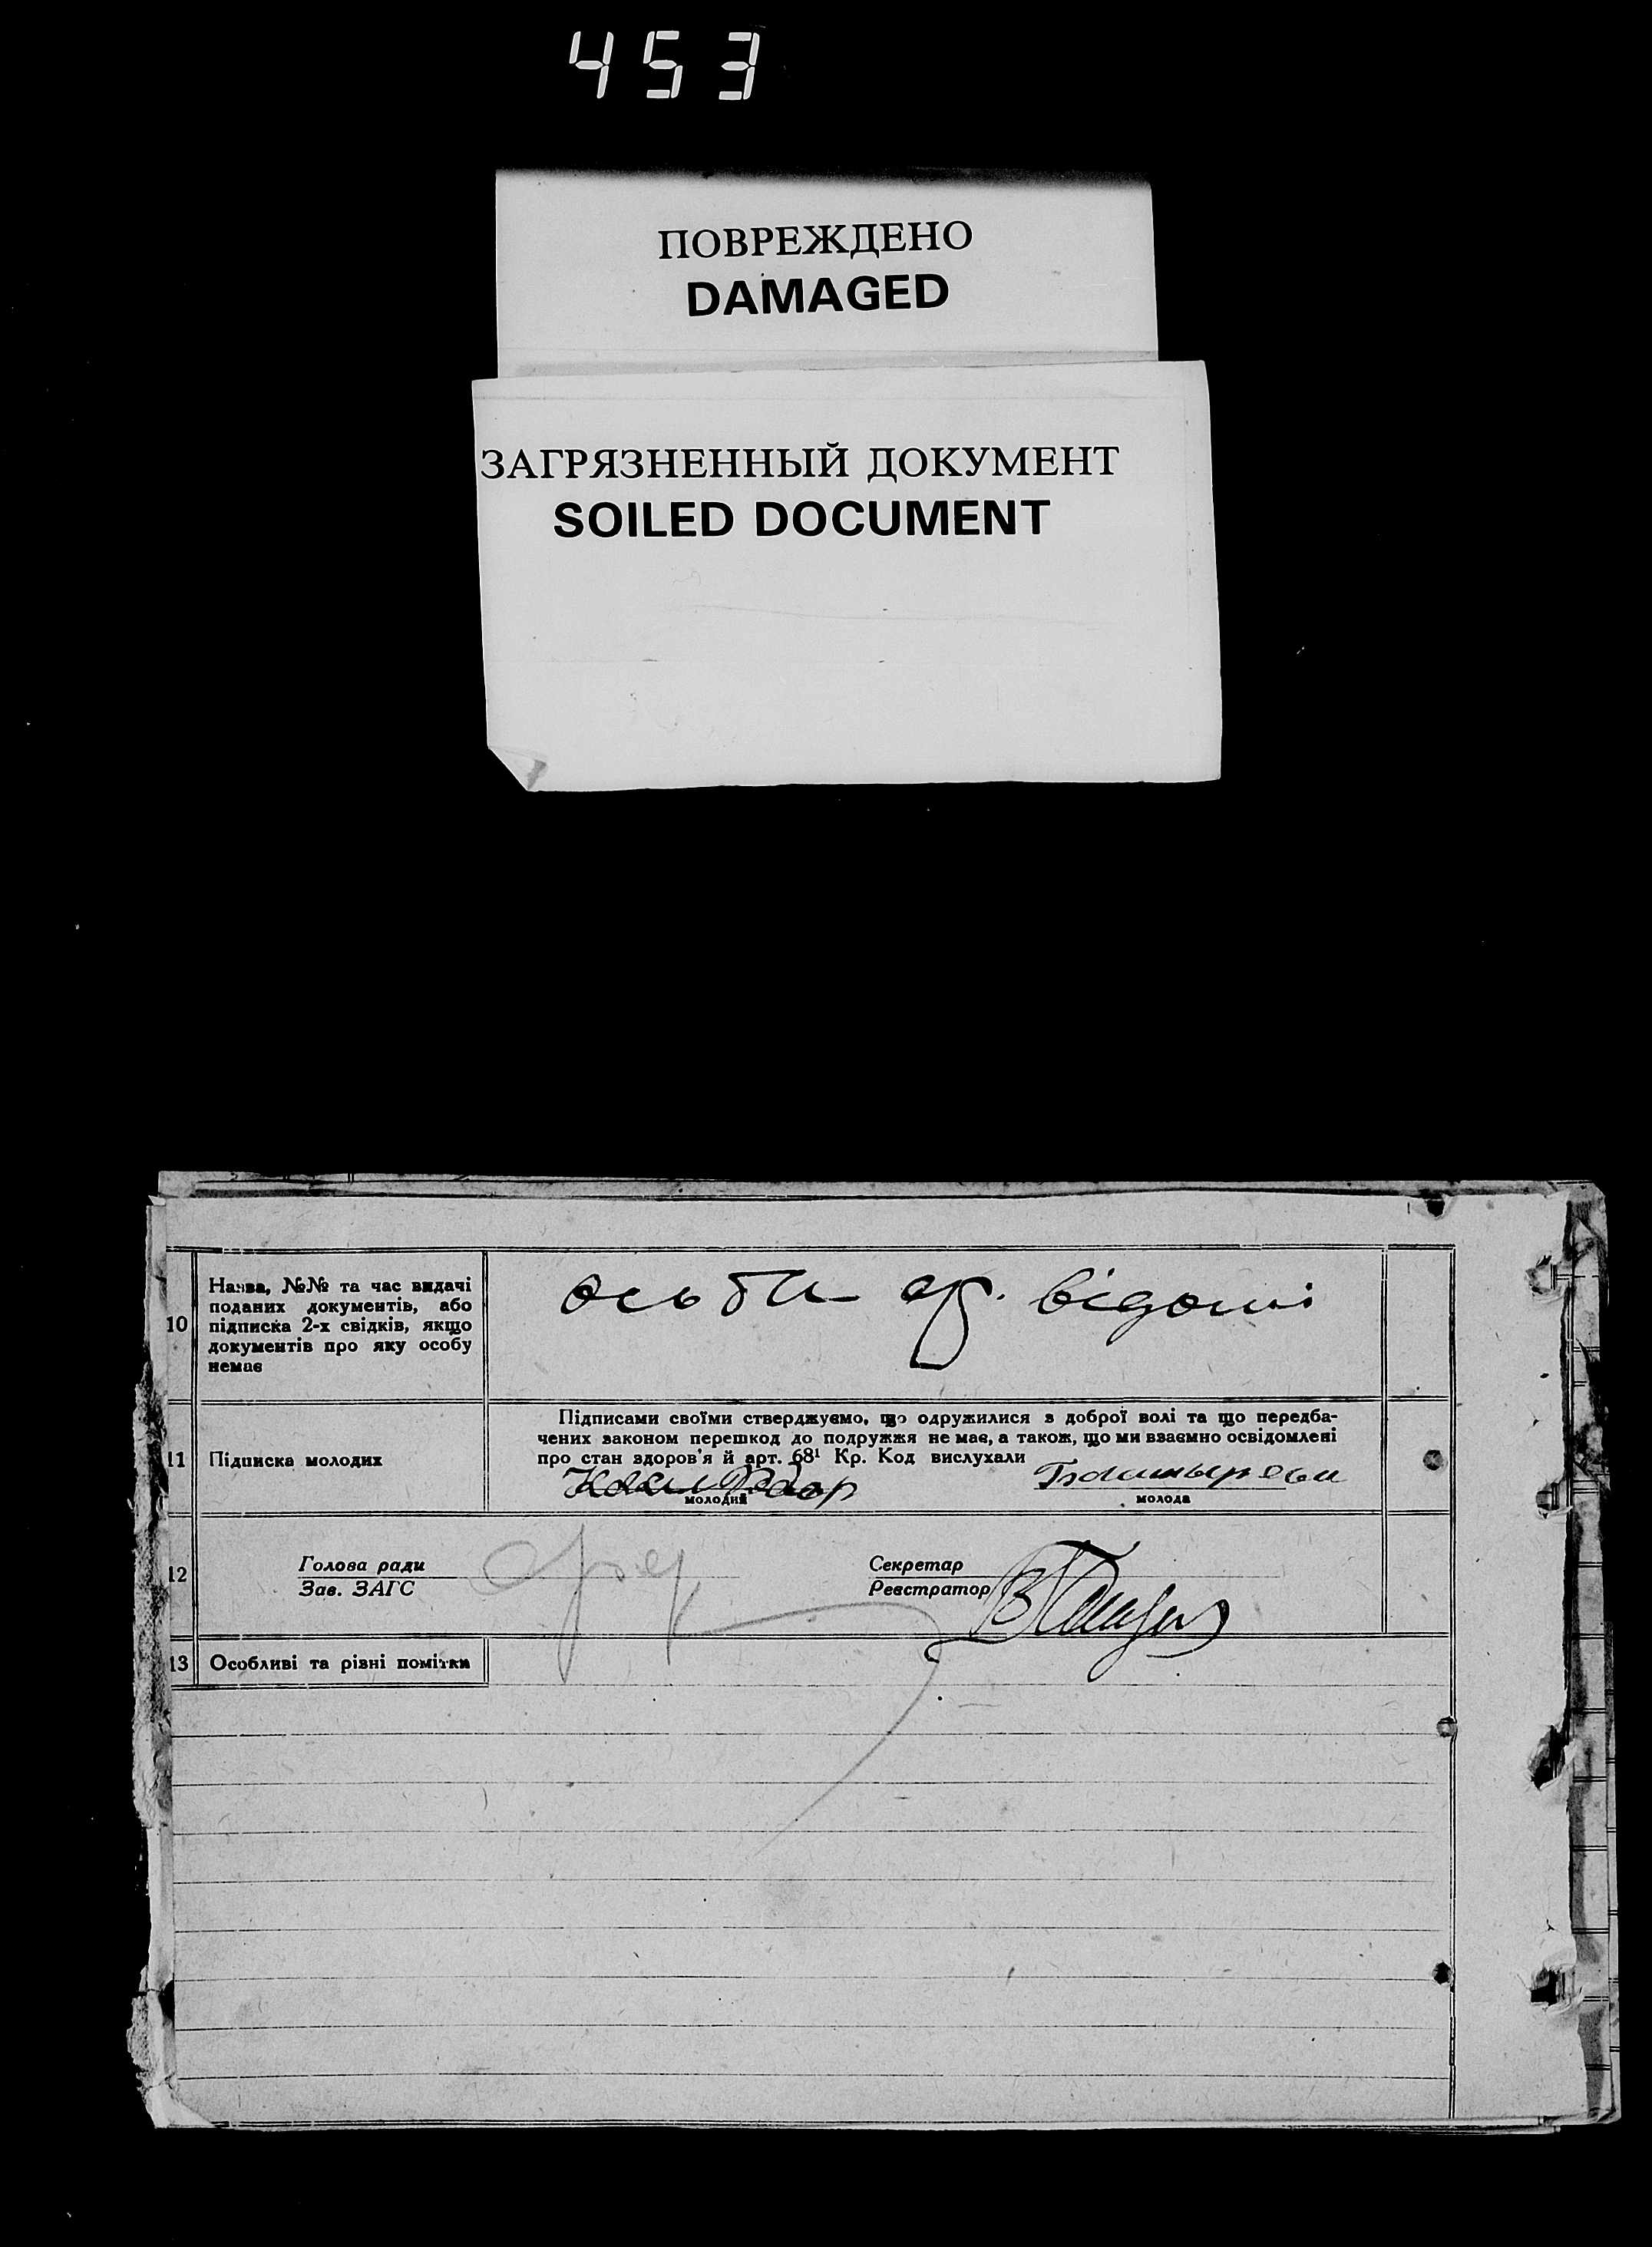 453
ПОВРЕЖДЕНО
DAMAGED
ЗАГРЯЗНЕННЫЙ ДОКУМЕНТ
SOILED DOCUMENT
10
Назва, №№ та час видачі
поданих документів, або
підписка 2-х свідків, якщо
документів про яку особу
немає
особи відомі
11
Підписка молодих
Підписами своїми стверджуємо, що одружилися з доброї волі та що передба-
чених законом перешкод до подружжя не має, а також, що ми взаємно освідомлені
про стан здоров'я й арт. 68¹ Кр. Код вислухали
молодий
молода
12
Голова ради
Зав. ЗАГС
Секретар
Реєстратор
13
Особливі та різні помітки